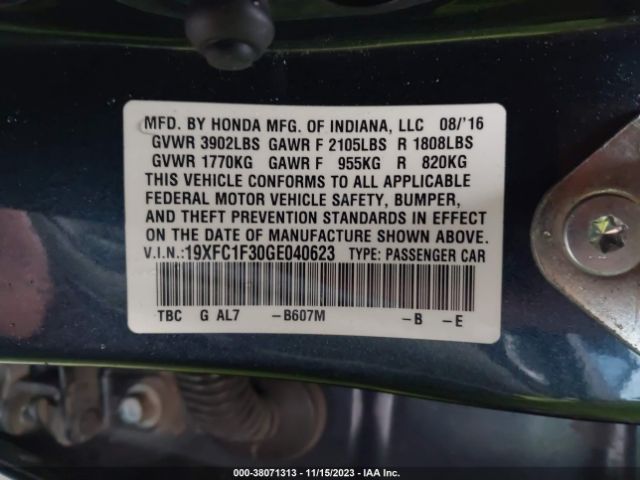 MFD. BY HONDA MFG. OF INDIANA, LLC 08/'16
GVWR 3902LBS GAWR F 2105LBS R 1808LBS
GVWR 1770KG GAWR F 955KG R 820KG
THIS VEHICLE CONFORMS TO ALL APPLICABLE
FEDERAL MOTOR VEHICLE SAFETY, BUMPER,
AND THEFT PREVENTION STANDARDS IN EFFECT
ON THE DATE OF MANUFACTURE SHOWN ABOVE.
V.I.N.:19XFC1F30GE040623 TYPE: PASSENGER CAR
TBC G AL7 -B607M -B -E
000-38071313 - 11/15/2023 - IAA Inc.